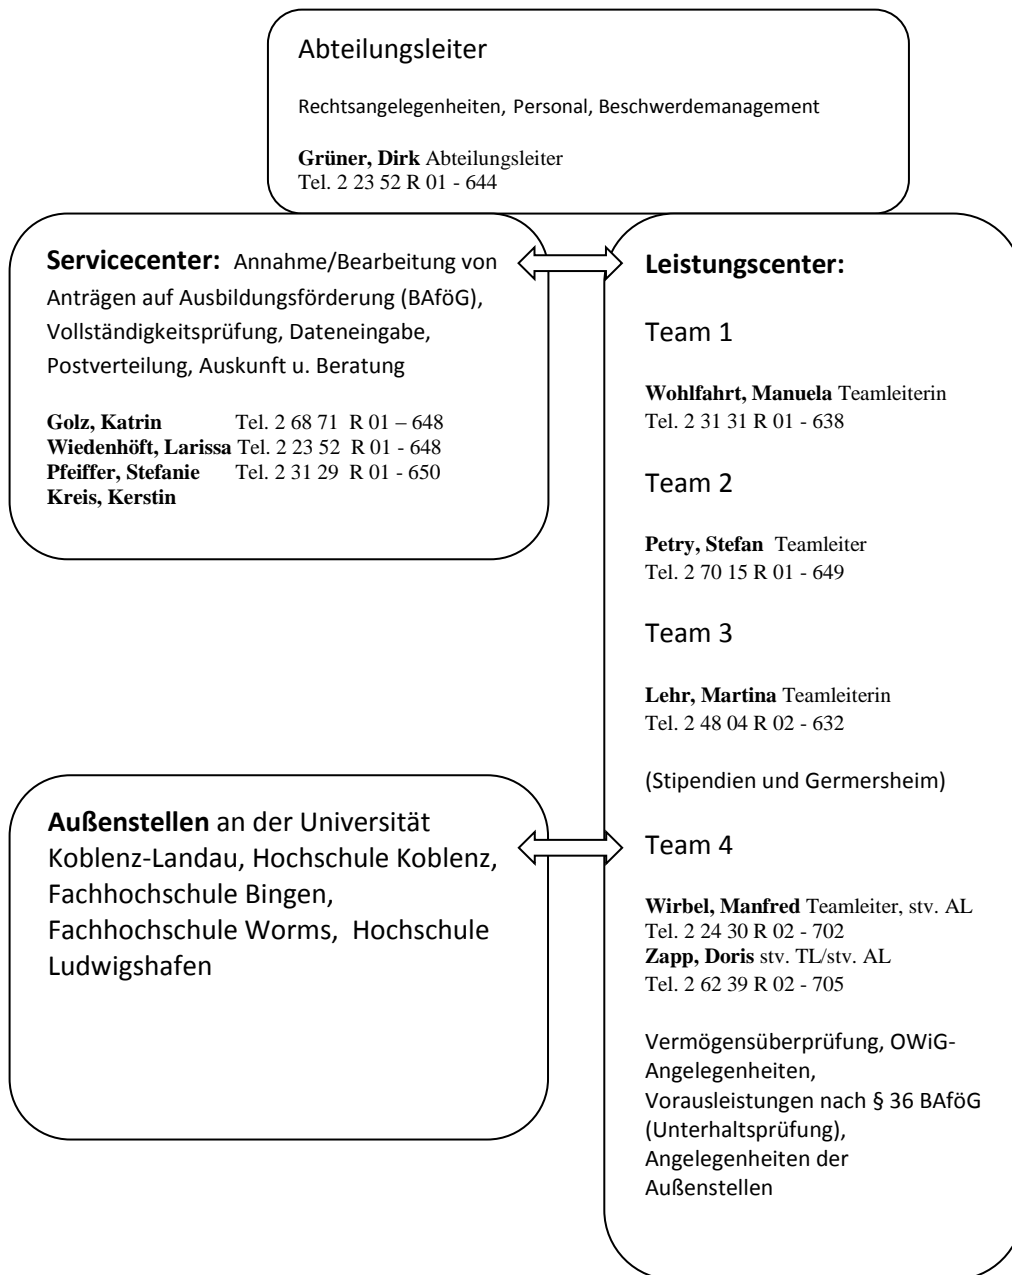 Abteilungsleiter
Rechtsangelegenheiten, Personal, Beschwerdemanagement
Grüner, Dirk Abteilungsleiter
Tel. 2 23 52 R 01 - 644
Servicecenter: Annahme/Bearbeitung von
Anträgen auf Ausbildungsförderung (BAföG),
Vollständigkeitsprüfung, Dateneingabe,
Postverteilung, Auskunft u. Beratung
Golz, Katrin Tel. 2 68 71 R 01 – 648
Wiedenhöft, Larissa Tel. 2 23 52 R 01 - 648
Pfeiffer, Stefanie Tel. 2 31 29 R 01 - 650
Kreis, Kerstin
Außenstellen an der Universität
Koblenz-Landau, Hochschule Koblenz,
Fachhochschule Bingen,
Fachhochschule Worms, Hochschule
Ludwigshafen
Leistungscenter:
Team 1
Wohlfahrt, Manuela Teamleiterin
Tel. 2 31 31 R 01 - 638
Team 2
Petry, Stefan Teamleiter
Tel. 2 70 15 R 01 - 649
Team 3
Lehr, Martina Teamleiterin
Tel. 2 48 04 R 02 - 632
(Stipendien und Germersheim)
Team 4
Wirbel, Manfred Teamleiter, stv. AL
Tel. 2 24 30 R 02 - 702
Zapp, Doris stv. TL/stv. AL
Tel. 2 62 39 R 02 - 705
Vermögensüberprüfung, OWiG-
Angelegenheiten,
Vorausleistungen nach § 36 BAföG
(Unterhaltsprüfung),
Angelegenheiten der
Außenstellen